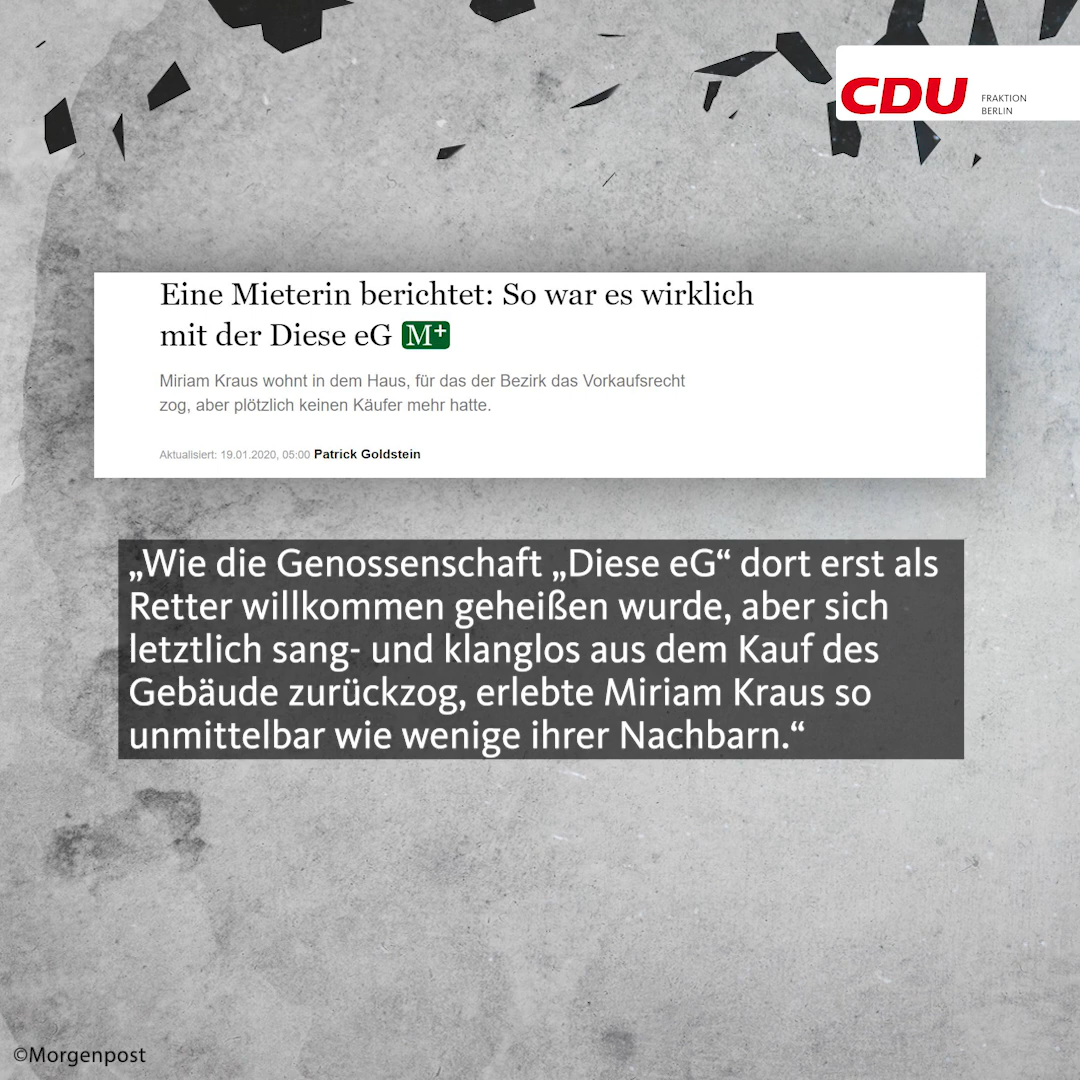 CDU
FRAKTION
BERLIN
Eine Mieterin berichtet: So war es wirklich
mit der Diese eG M+
Miriam Kraus wohnt in dem Haus, für das der Bezirk das Vorkaufsrecht
zog, aber plötzlich keinen Käufer mehr hatte.
Aktualisiert: 19.01.2020, 05:00 Patrick Goldstein
„Wie die Genossenschaft „Diese eG“ dort erst als
Retter willkommen geheißen wurde, aber sich
letztlich sang- und klanglos aus dem Kauf des
Gebäude zurückzog, erlebte Miriam Kraus so
unmittelbar wie wenige ihrer Nachbarn.“
©Morgenpost